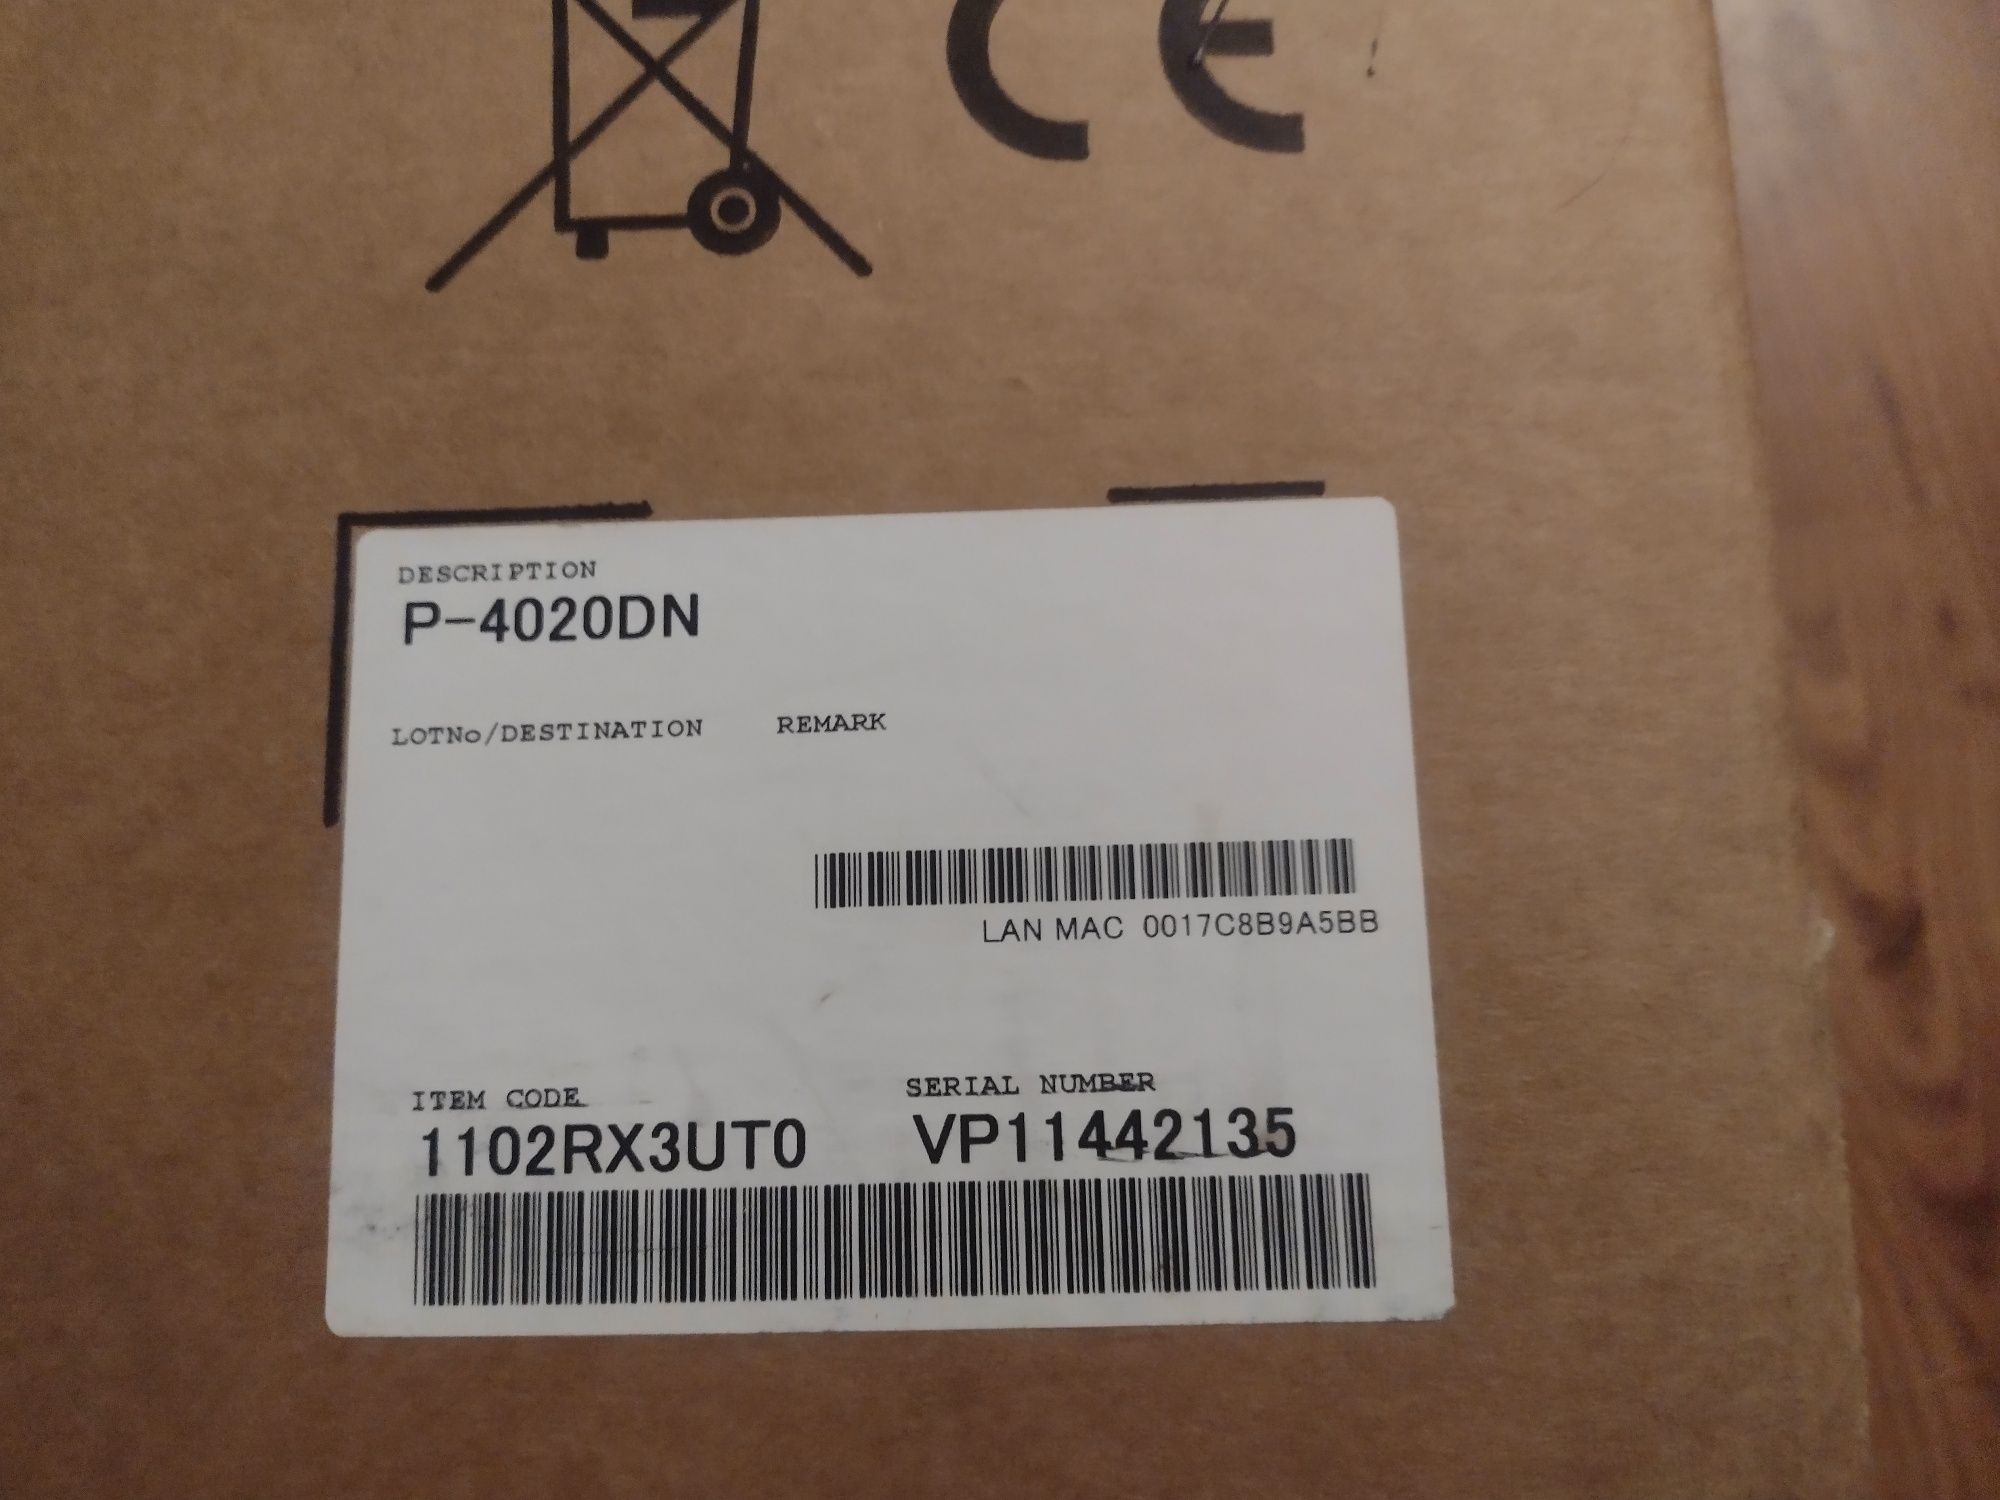 CE
DESCRIPTION
P-4020DN
LOTNo/DESTINATION REMARK
LAN MAC 0017C8B9A5BB
ITEM CODE SERIAL NUMBER
1102RX3UT0 VP11442135